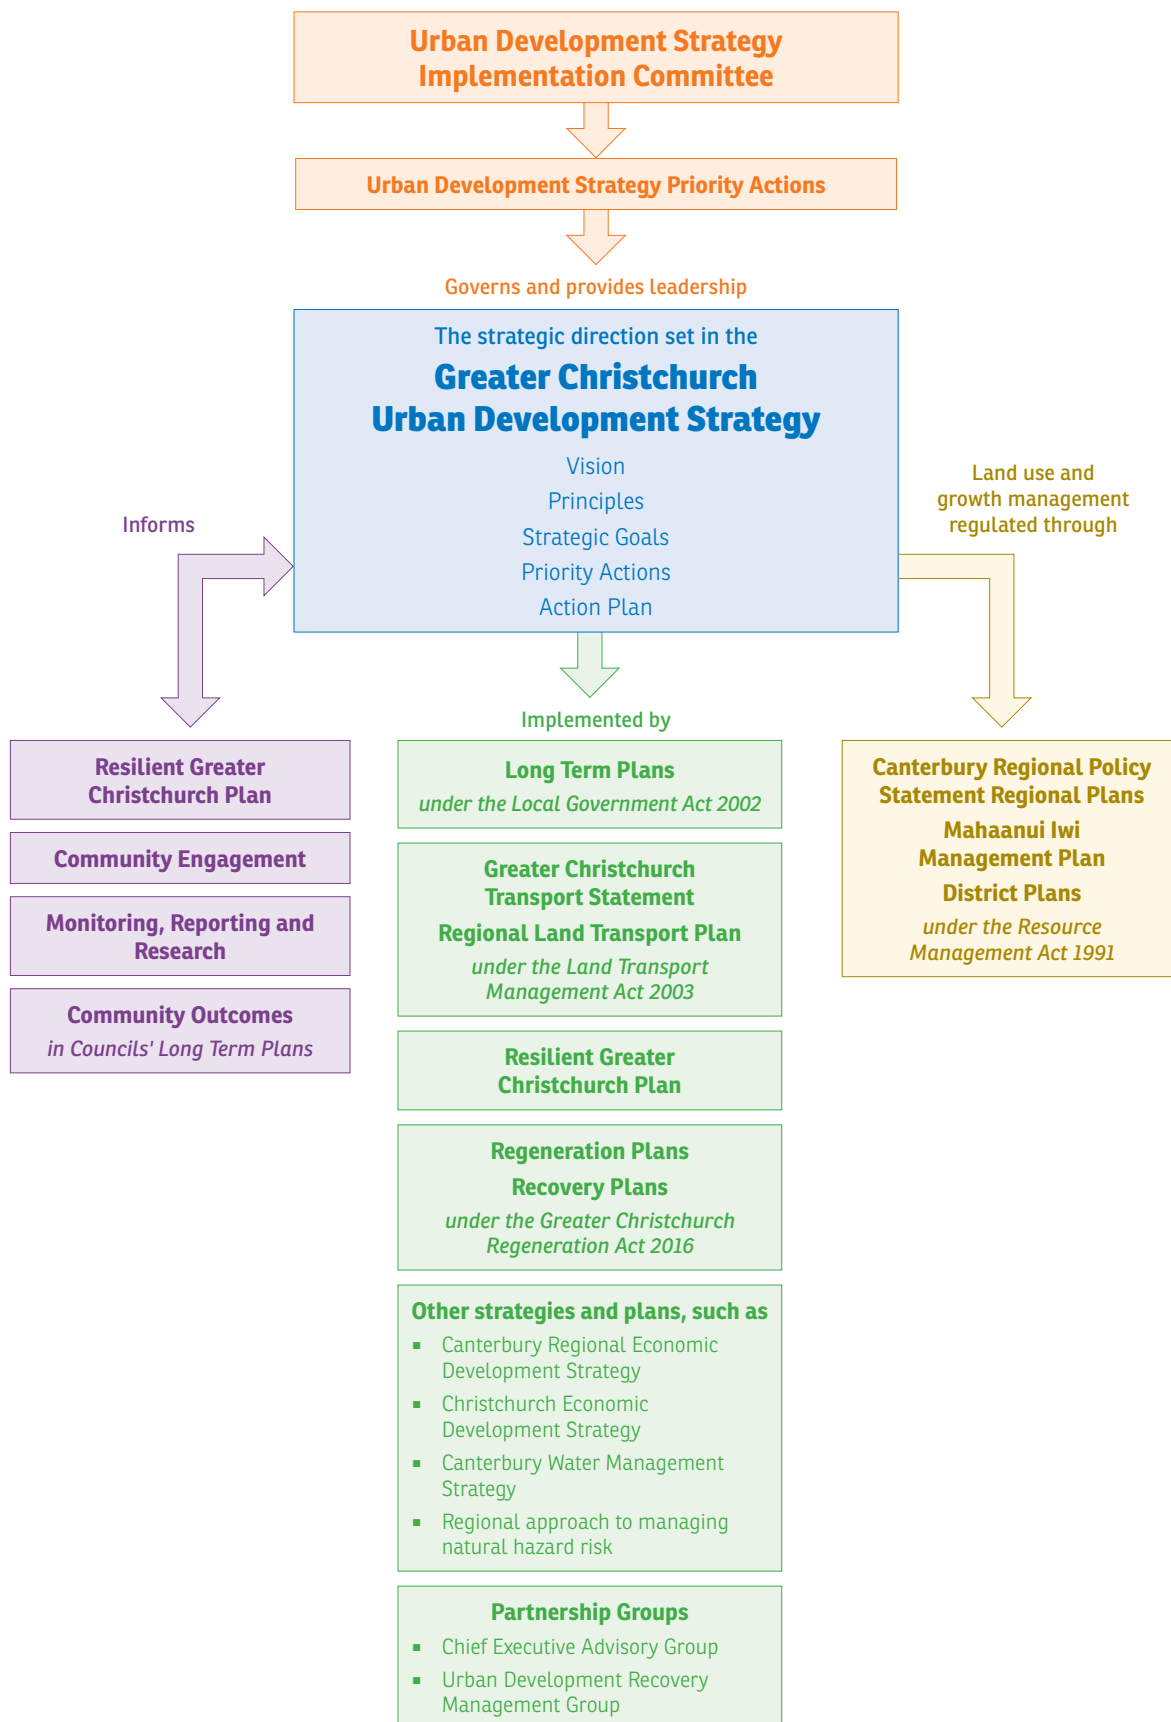 Urban Development Strategy
Implementation Committee
Urban Development Strategy Priority Actions
Governs and provides leadership
The strategic direction set in the
Greater Christchurch
Urban Development Strategy
Vision
Principles
Strategic Goals
Priority Actions
Action Plan
Informs
Land use and
growth management
regulated through
Resilient Greater
Christchurch Plan
Community Engagement
Monitoring, Reporting and
Research
Community Outcomes
in Councils' Long Term Plans
Implemented by
Long Term Plans
under the Local Government Act 2002
Greater Christchurch
Transport Statement
Regional Land Transport Plan
under the Land Transport
Management Act 2003
Resilient Greater
Christchurch Plan
Regeneration Plans
Recovery Plans
under the Greater Christchurch
Regeneration Act 2016
Other strategies and plans, such as
▪ Canterbury Regional Economic
Development Strategy
▪ Christchurch Economic
Development Strategy
▪ Canterbury Water Management
Strategy
▪ Regional approach to managing
natural hazard risk
Partnership Groups
▪ Chief Executive Advisory Group
▪ Urban Development Recovery
Management Group
Canterbury Regional Policy
Statement Regional Plans
Mahaanui Iwi
Management Plan
District Plans
under the Resource
Management Act 1991